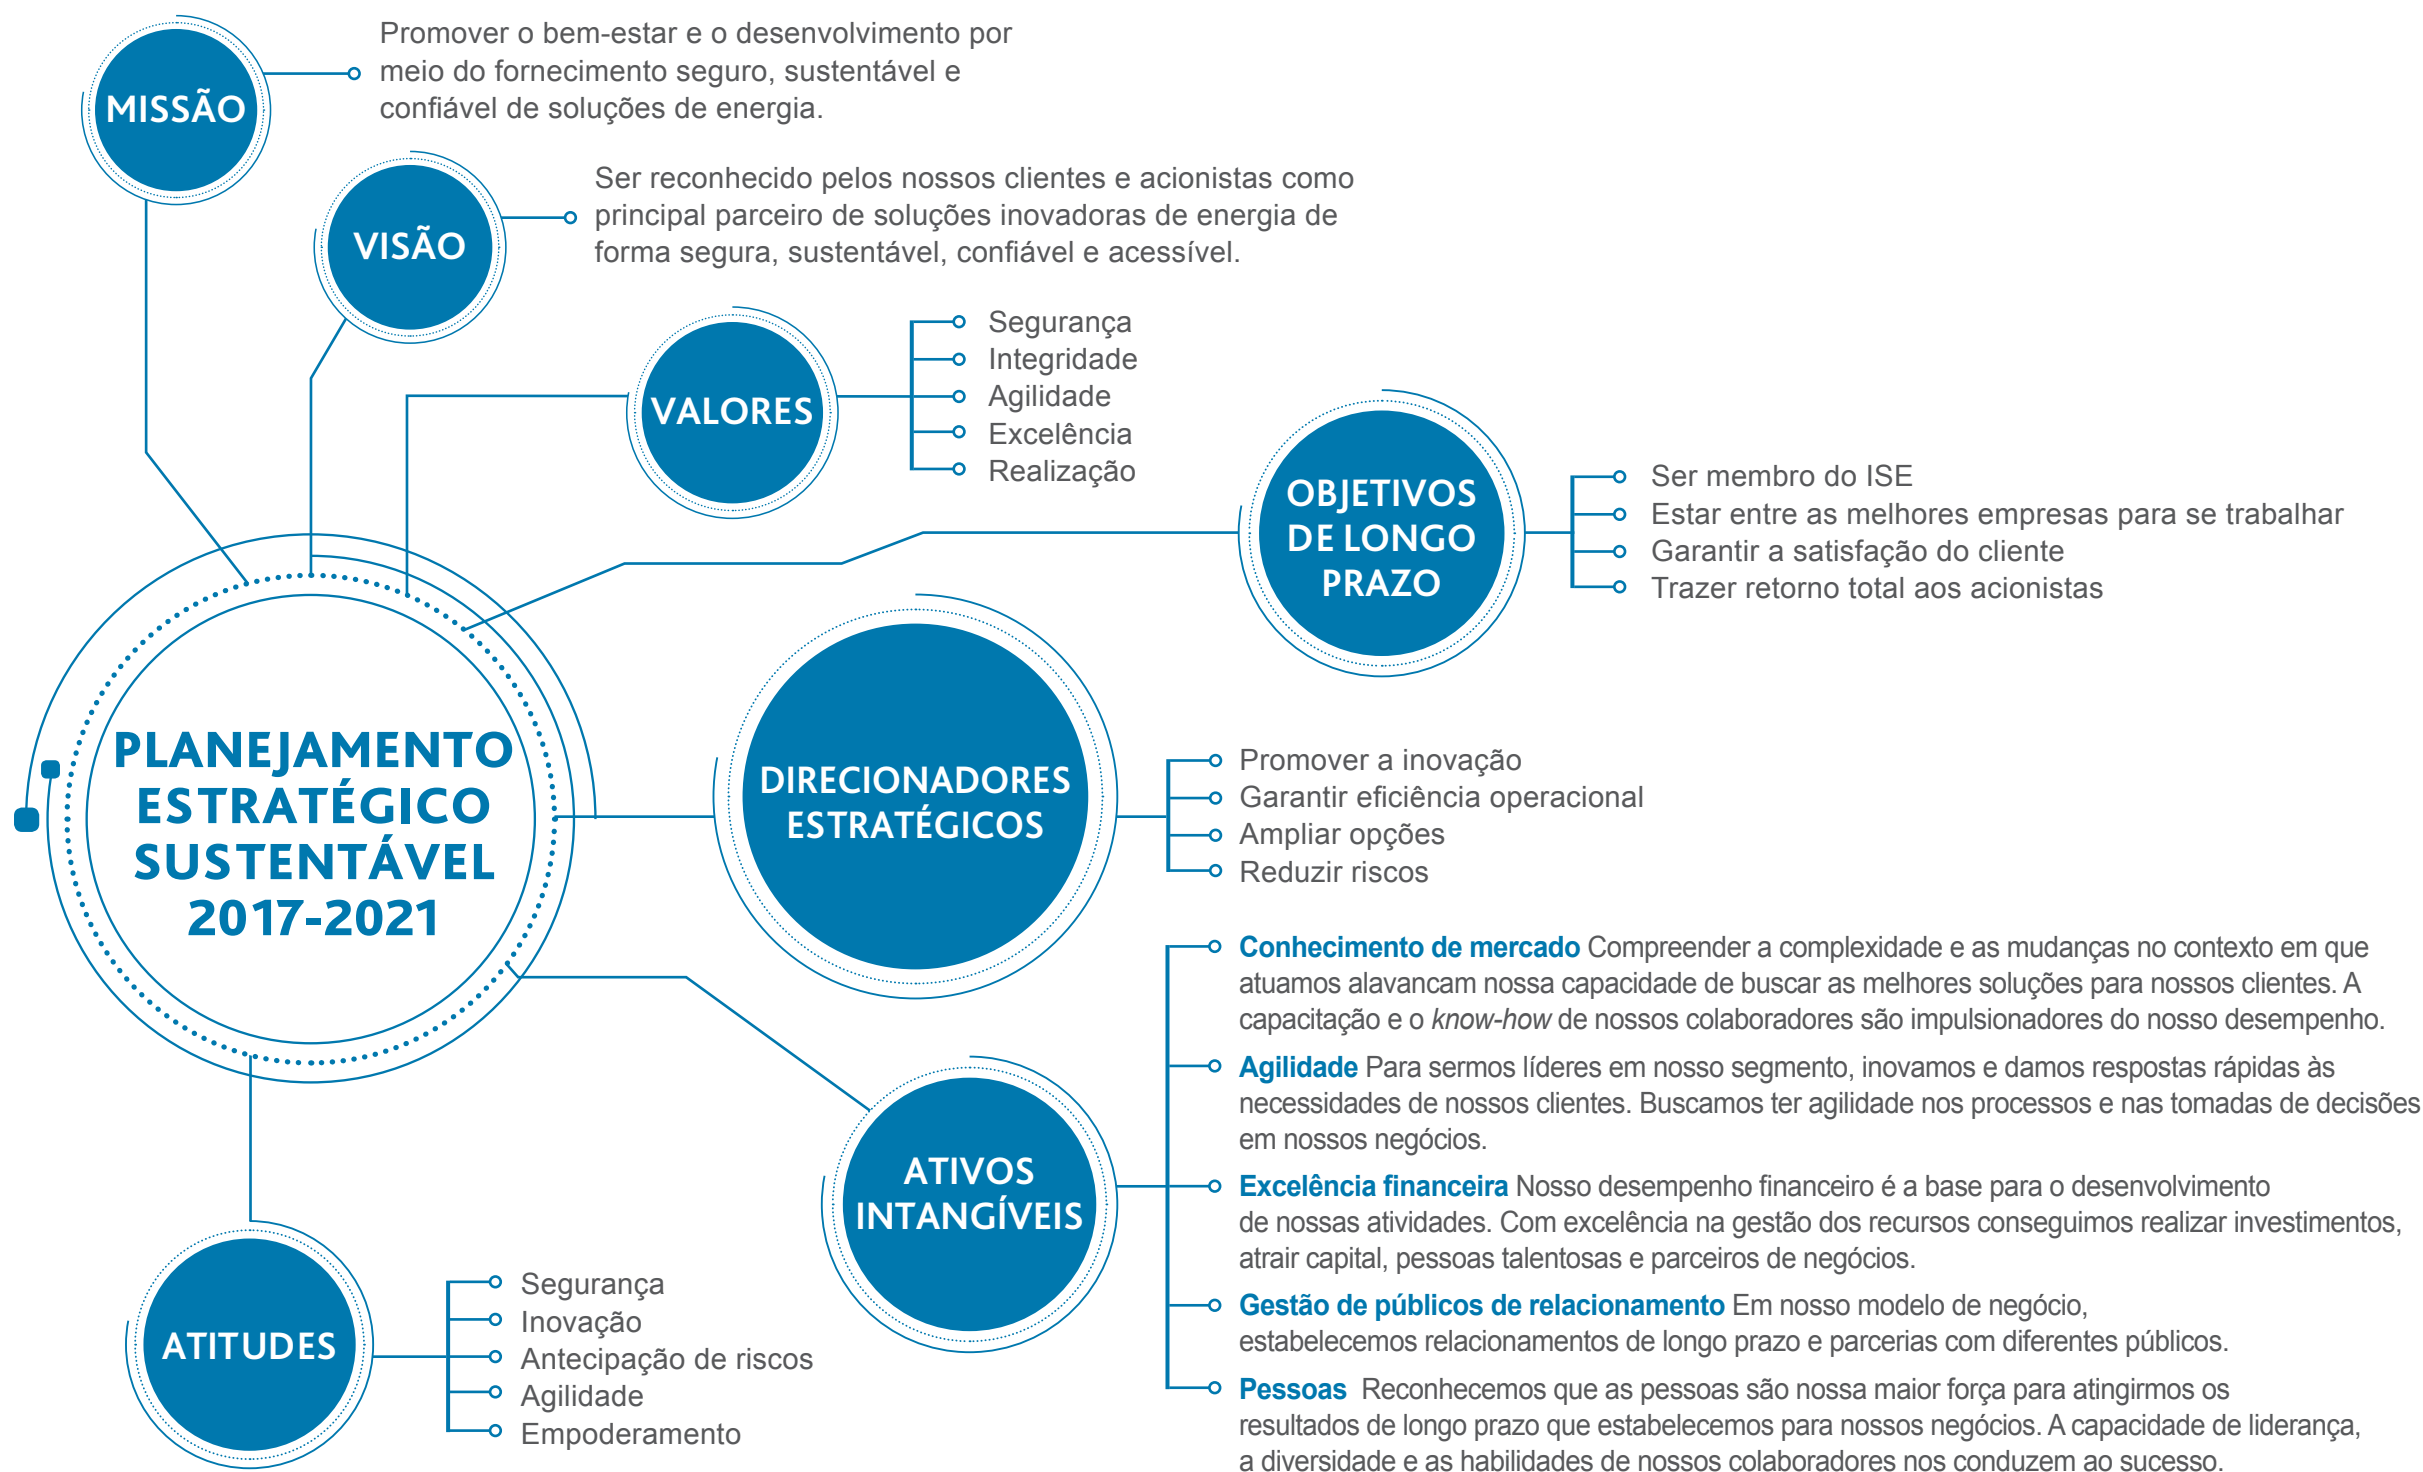 MISSÃO
Promover o bem-estar e o desenvolvimento por
meio do fornecimento seguro, sustentável e
confiável de soluções de energia.
VISÃO
Ser reconhecido pelos nossos clientes e acionistas como
principal parceiro de soluções inovadoras de energia de
forma segura, sustentável, confiável e acessível.
VALORES
Segurança
Integridade
Agilidade
Excelência
Realização
OBJETIVOS
DE LONGO
PRAZO
Ser membro do ISE
Estar entre as melhores empresas para se trabalhar
Garantir a satisfação do cliente
Trazer retorno total aos acionistas
PLANEJAMENTO
ESTRATÉGICO
SUSTENTÁVEL
2017-2021
DIRECIONADORES
ESTRATÉGICOS
Promover a inovação
Garantir eficiência operacional
Ampliar opções
Reduzir riscos
ATIVOS
INTANGÍVEIS
Conhecimento de mercado Compreender a complexidade e as mudanças no contexto em que
atuamos alavancam nossa capacidade de buscar as melhores soluções para nossos clientes. A
capacitação e o know-how de nossos colaboradores são impulsionadores do nosso desempenho.
Agilidade Para sermos líderes em nosso segmento, inovamos e damos respostas rápidas às
necessidades de nossos clientes. Buscamos ter agilidade nos processos e nas tomadas de decisões
em nossos negócios.
Excelência financeira Nosso desempenho financeiro é a base para o desenvolvimento
de nossas atividades. Com excelência na gestão dos recursos conseguimos realizar investimentos,
atrair capital, pessoas talentosas e parceiros de negócios.
Gestão de públicos de relacionamento Em nosso modelo de negócio,
estabelecemos relacionamentos de longo prazo e parcerias com diferentes públicos.
Pessoas Reconhecemos que as pessoas são nossa maior força para atingirmos os
resultados de longo prazo que estabelecemos para nossos negócios. A capacidade de liderança,
a diversidade e as habilidades de nossos colaboradores nos conduzem ao sucesso.
ATITUDES
Segurança
Inovação
Antecipação de riscos
Agilidade
Empoderamento